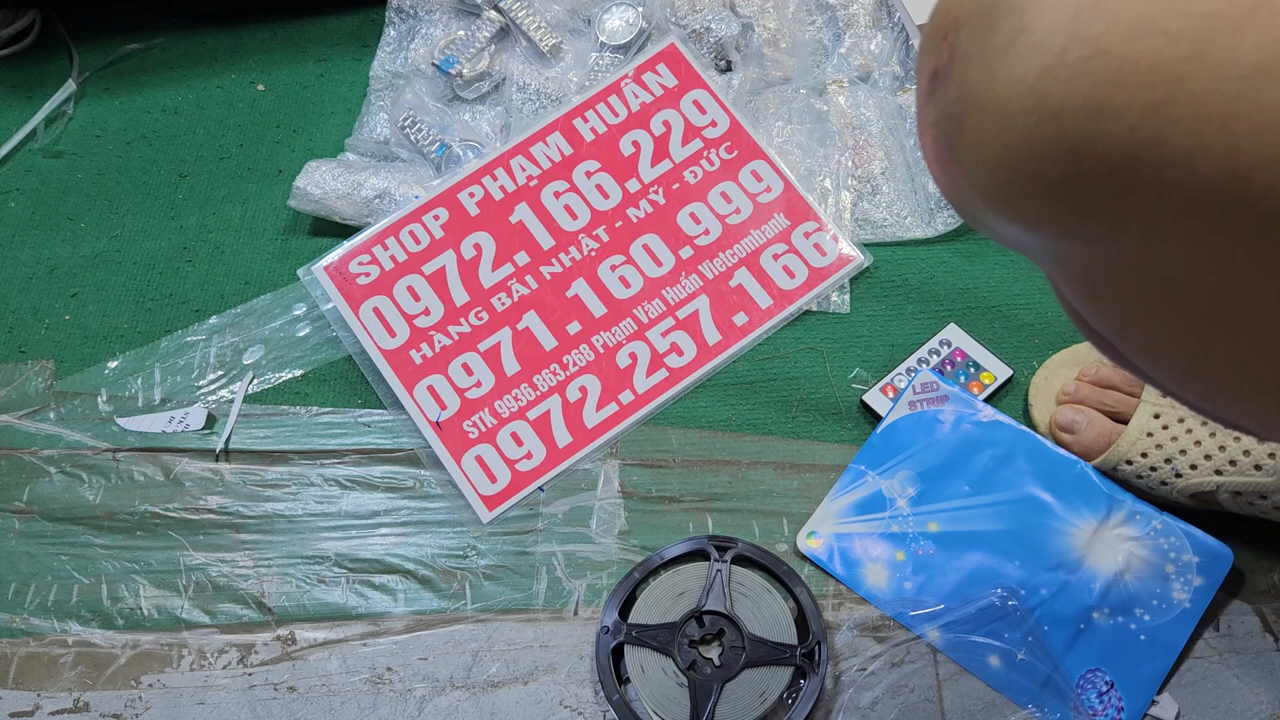 SHOP PHẠM HUẤN
0972.166.229
HÀNG BÃI NHẬT - MỸ - ĐỨC
0971.160.999
STK 9936.863.268 Phạm Văn Huấn Vietcombank
0972.257.166
LED
STRIP